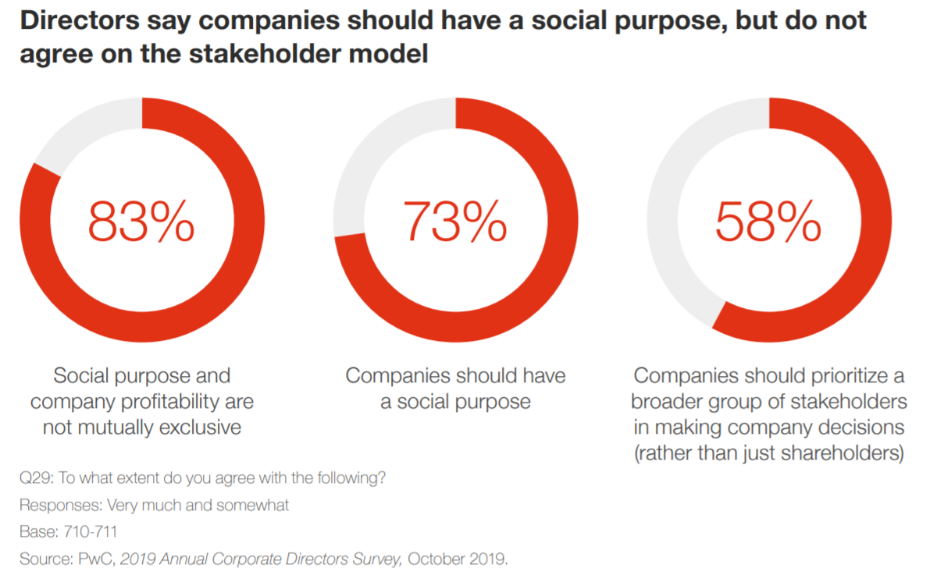 Directors say companies should have a social purpose, but do not
agree on the stakeholder model
83%
73%
58%
Social purpose and
company profitability are
not mutually exclusive
Companies should have
a social purpose
Companies should prioritize a
broader group of stakeholders
in making company decisions
(rather than just shareholders)
Q29: To what extent do you agree with the following?
Responses: Very much and somewhat
Base: 710-711
Source: PwC, 2019 Annual Corporate Directors Survey, October 2019.